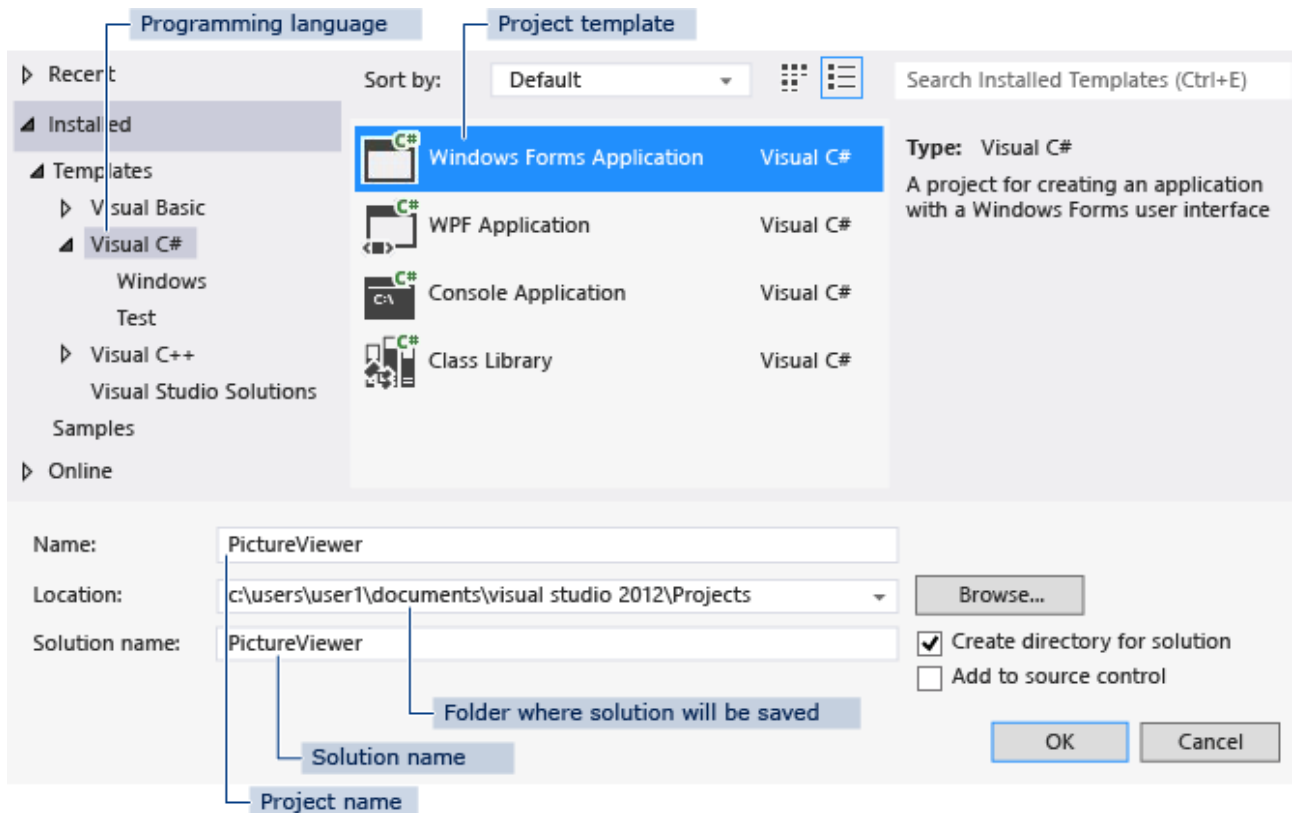 Programming language
Project template
Recent
Installed
Templates
Visual Basic
Visual C#
Windows
Test
Visual C++
Visual Studio Solutions
Samples
Online
Sort by: Default
Windows Forms Application Visual C#
WPF Application Visual C#
Console Application Visual C#
Class Library Visual C#
Search Installed Templates (Ctrl+E)
Type: Visual C#
A project for creating an application
with a Windows Forms user interface
Name: PictureViewer
Location: c:\users\user1\documents\visual studio 2012\Projects Browse...
Solution name: PictureViewer
Create directory for solution
Add to source control
Folder where solution will be saved
Solution name
Project name
OK Cancel